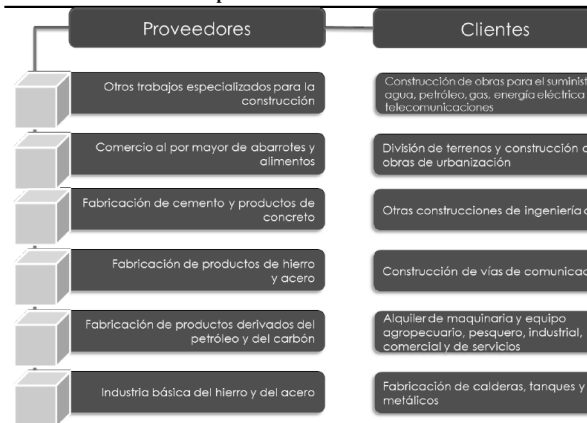 Proveedores
Otros trabajos especializados para la
construcción
Comercio al por mayor de abarrotes y
alimentos
Fabricación de cemento y productos de
concreto
Fabricación de productos de hierro
y acero
Fabricación de productos derivados del
petróleo y del carbón
Industria básica del hierro y del acero
Clientes
Construcción de obras para el
agua, petróleo, gas, energía eléctrica
telecomunicaciones
División de terrenos y construcción
obras de urbanización
Otras construcciones de ingeniería
Construcción de vías de
Alquiler de maquinaria y equipo
agropecuario, pesquero, industrial,
comercial y de servicios
Fabricación de calderas, tanques y
metálicos